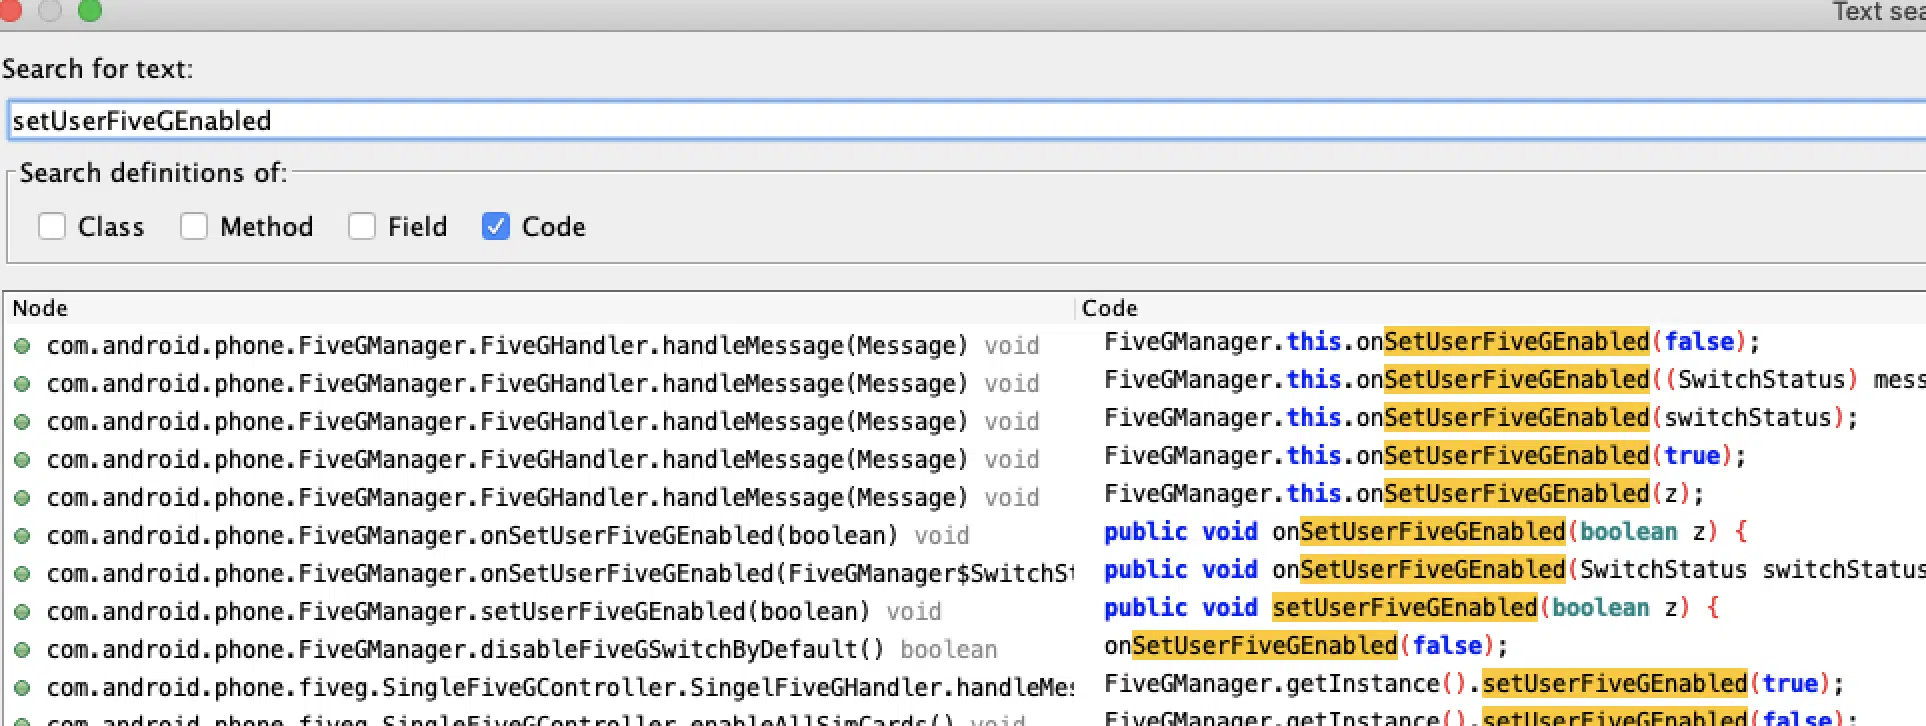 Text sea
Search for text:
setUserFiveGEnabled
Search definitions of:
Class Method Field Code
Node Code
com.android.phone.FiveGManager.FiveGHandler.handleMessage(Message) void FiveGManager.this.onSetUserFiveGEnabled(false);
com.android.phone.FiveGManager.FiveGHandler.handleMessage(Message) void FiveGManager.this.onSetUserFiveGEnabled((SwitchStatus) mess
com.android.phone.FiveGManager.FiveGHandler.handleMessage(Message) void FiveGManager.this.onSetUserFiveGEnabled(switchStatus);
com.android.phone.FiveGManager.FiveGHandler.handleMessage(Message) void FiveGManager.this.onSetUserFiveGEnabled(true);
com.android.phone.FiveGManager.FiveGHandler.handleMessage(Message) void FiveGManager.this.onSetUserFiveGEnabled(z);
com.android.phone.FiveGManager.onSetUserFiveGEnabled(boolean) void public void onSetUserFiveGEnabled(boolean z) {
com.android.phone.FiveGManager.onSetUserFiveGEnabled(FiveGManager$SwitchSt public void onSetUserFiveGEnabled(SwitchStatus switchStatus
com.android.phone.FiveGManager.setUserFiveGEnabled(boolean) void public void setUserFiveGEnabled(boolean z) {
com.android.phone.FiveGManager.disableFiveGSwitchByDefault() boolean onSetUserFiveGEnabled(false);
com.android.phone.fiveg.SingleFiveGController.SingelFiveGHandler.handleMes FiveGManager.getInstance().setUserFiveGEnabled(true);
com.android.phone.fiveg.SingleFiveGController.enableAllSimCards() void FiveGManager.getInstance().setUserFiveGEnabled(false);